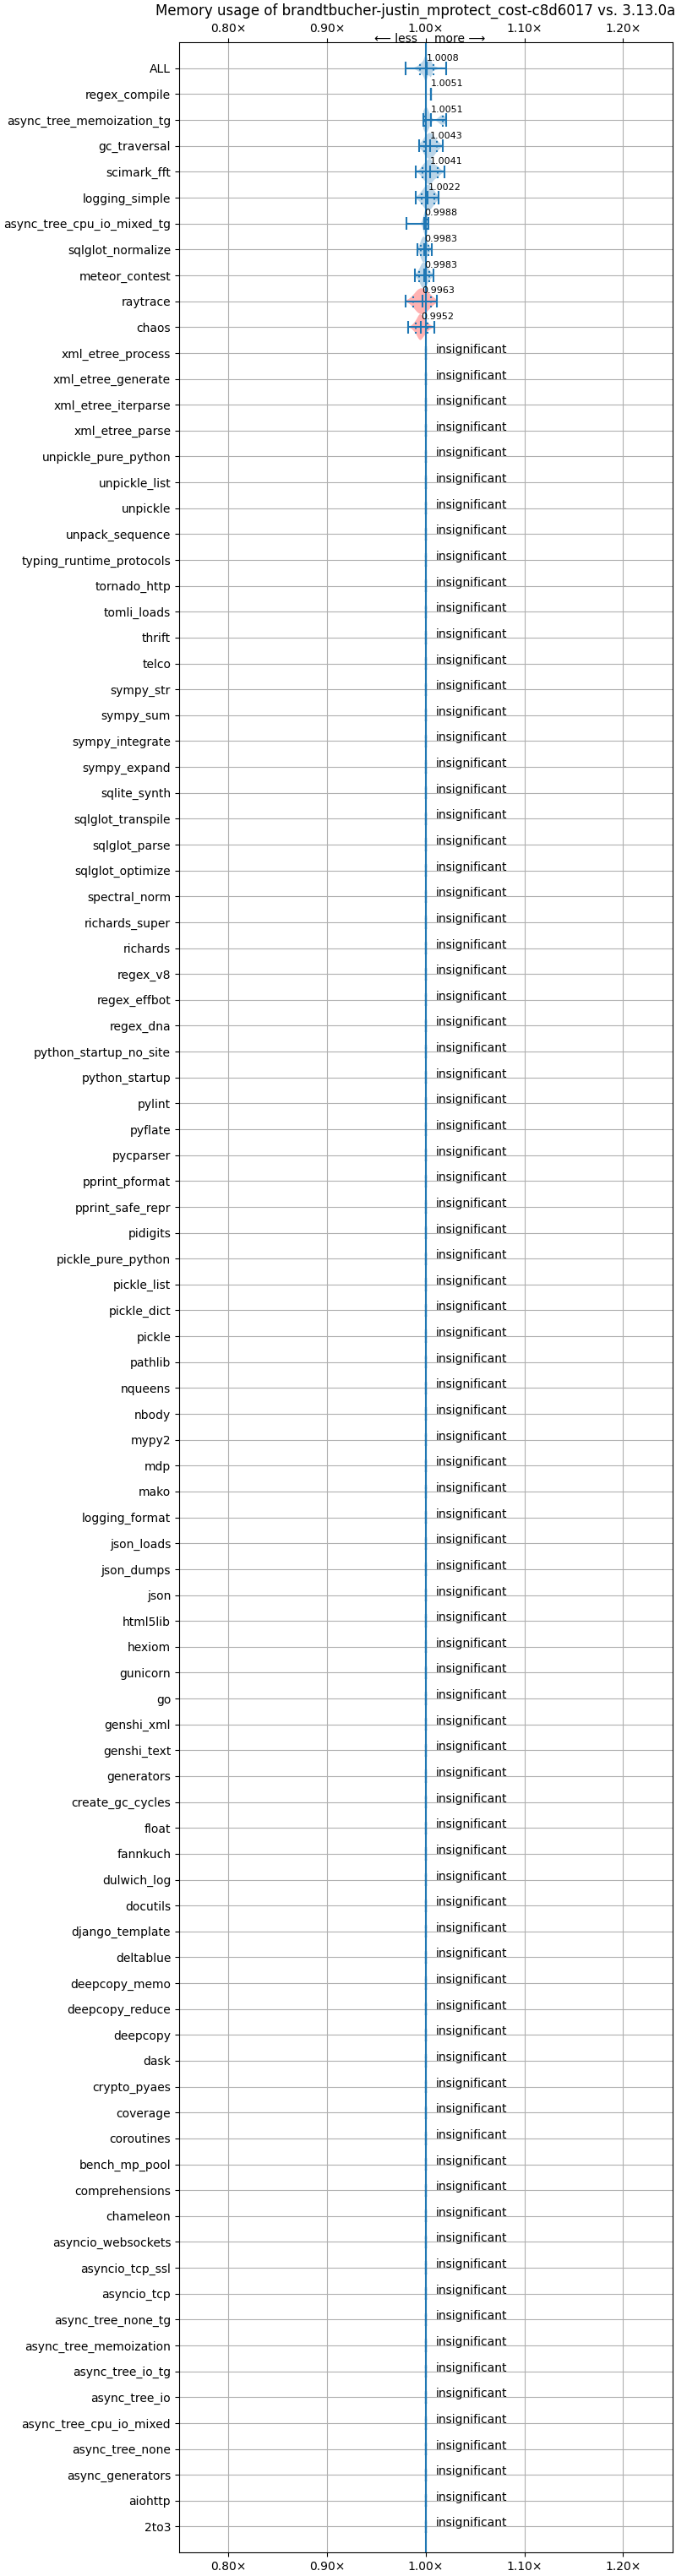 Memory usage of brandtbucher-justin_mprotect_cost-c8d6017 vs. 3.13.0a
0.80× 0.90× 1.00× 1.10× 1.20×
⟵ less more ⟶
ALL 1.0008
regex_compile 1.0051
async_tree_memoization_tg 1.0051
gc_traversal 1.0043
scimark_fft 1.0041
logging_simple 1.0022
async_tree_cpu_io_mixed_tg 0.9988
sqlglot_normalize 0.9983
meteor_contest 0.9983
raytrace 0.9963
chaos 0.9952
xml_etree_process insignificant
xml_etree_generate insignificant
xml_etree_iterparse insignificant
xml_etree_parse insignificant
unpickle_pure_python insignificant
unpickle_list insignificant
unpickle insignificant
unpack_sequence insignificant
typing_runtime_protocols insignificant
tornado_http insignificant
tomli_loads insignificant
thrift insignificant
telco insignificant
sympy_str insignificant
sympy_sum insignificant
sympy_integrate insignificant
sympy_expand insignificant
sqlite_synth insignificant
sqlglot_transpile insignificant
sqlglot_parse insignificant
sqlglot_optimize insignificant
spectral_norm insignificant
richards_super insignificant
richards insignificant
regex_v8 insignificant
regex_effbot insignificant
regex_dna insignificant
python_startup_no_site insignificant
python_startup insignificant
pylint insignificant
pyflate insignificant
pycparser insignificant
pprint_pformat insignificant
pprint_safe_repr insignificant
pidigits insignificant
pickle_pure_python insignificant
pickle_list insignificant
pickle_dict insignificant
pickle insignificant
pathlib insignificant
nqueens insignificant
nbody insignificant
mypy2 insignificant
mdp insignificant
mako insignificant
logging_format insignificant
json_loads insignificant
json_dumps insignificant
json insignificant
html5lib insignificant
hexiom insignificant
gunicorn insignificant
go insignificant
genshi_xml insignificant
genshi_text insignificant
generators insignificant
create_gc_cycles insignificant
float insignificant
fannkuch insignificant
dulwich_log insignificant
docutils insignificant
django_template insignificant
deltablue insignificant
deepcopy_memo insignificant
deepcopy_reduce insignificant
deepcopy insignificant
dask insignificant
crypto_pyaes insignificant
coverage insignificant
coroutines insignificant
bench_mp_pool insignificant
comprehensions insignificant
chameleon insignificant
asyncio_websockets insignificant
asyncio_tcp_ssl insignificant
asyncio_tcp insignificant
async_tree_none_tg insignificant
async_tree_memoization insignificant
async_tree_io_tg insignificant
async_tree_io insignificant
async_tree_cpu_io_mixed insignificant
async_tree_none insignificant
async_generators insignificant
aiohttp insignificant
2to3 insignificant
0.80× 0.90× 1.00× 1.10× 1.20×